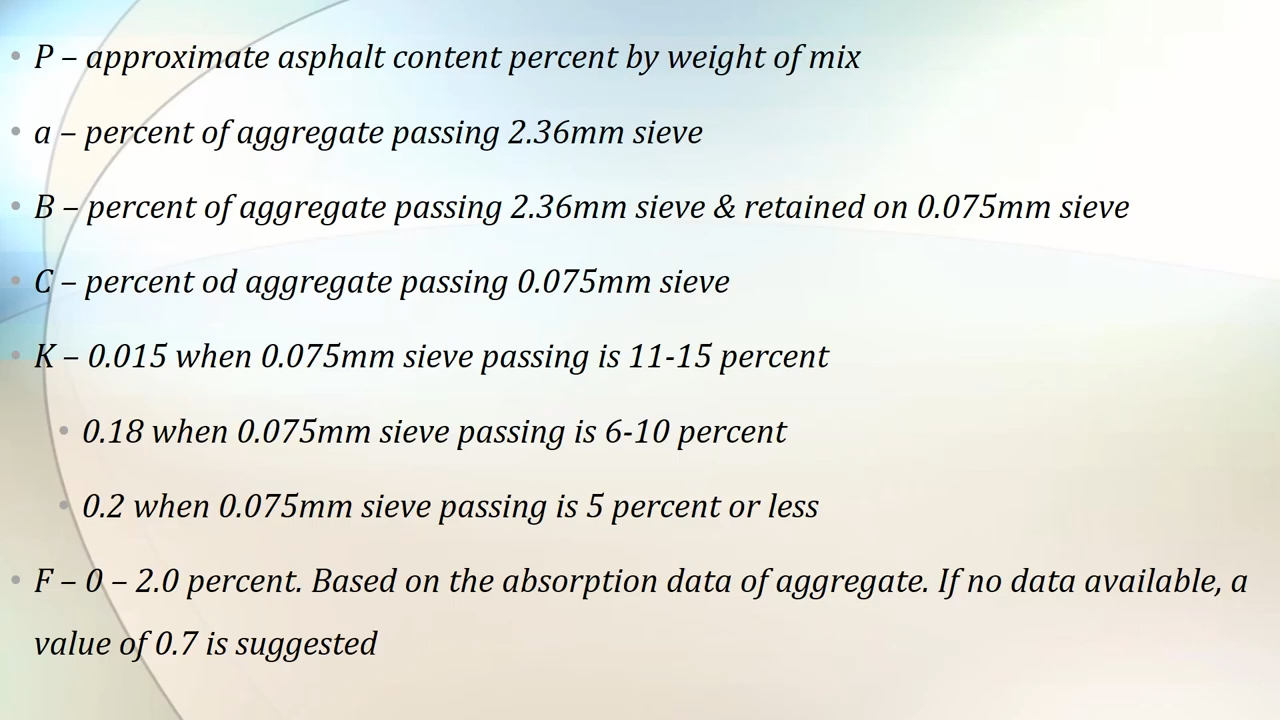 • P – approximate asphalt content percent by weight of mix
• a – percent of aggregate passing 2.36mm sieve
• B – percent of aggregate passing 2.36mm sieve & retained on 0.075mm sieve
• C – percent od aggregate passing 0.075mm sieve
• K – 0.015 when 0.075mm sieve passing is 11-15 percent
• 0.18 when 0.075mm sieve passing is 6-10 percent
• 0.2 when 0.075mm sieve passing is 5 percent or less
• F – 0 – 2.0 percent. Based on the absorption data of aggregate. If no data available, a
value of 0.7 is suggested